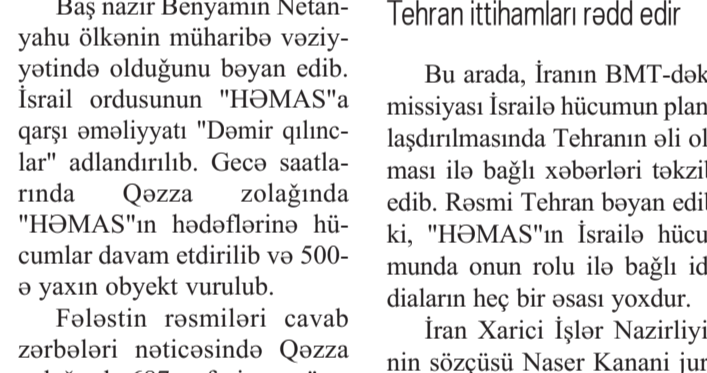 Baş nazir Benyamin Netan-
yahu ölkənin müharibə vəziy-
yətində olduğunu bəyan edib.
İsrail ordusunun "HƏMAS"a
qarşı əməliyyatı "Dəmir qılınc-
lar" adlandırılıb. Gecə saatla-
rında Qəzza zolağında
"HƏMAS"ın hədəflərinə hü-
cumlar davam etdirilib və 500-
ə yaxın obyekt vurulub.
Fələstin rəsmiləri cavab
zərbələri nəticəsində Qəzza
Tehran ittihamları rədd edir
Bu arada, İranın BMT-dək
missiyası İsrailə hücumun plan
laşdırılmasında Tehranın əli ol
ması ilə bağlı xəbərləri təkzi
edib. Rəsmi Tehran bəyan edi
ki, "HƏMAS"ın İsrailə hücu
munda onun rolu ilə bağlı id
diaların heç bir əsası yoxdur.
İran Xarici İşlər Nazirliyi
nin sözçüsü Naser Kanani jur